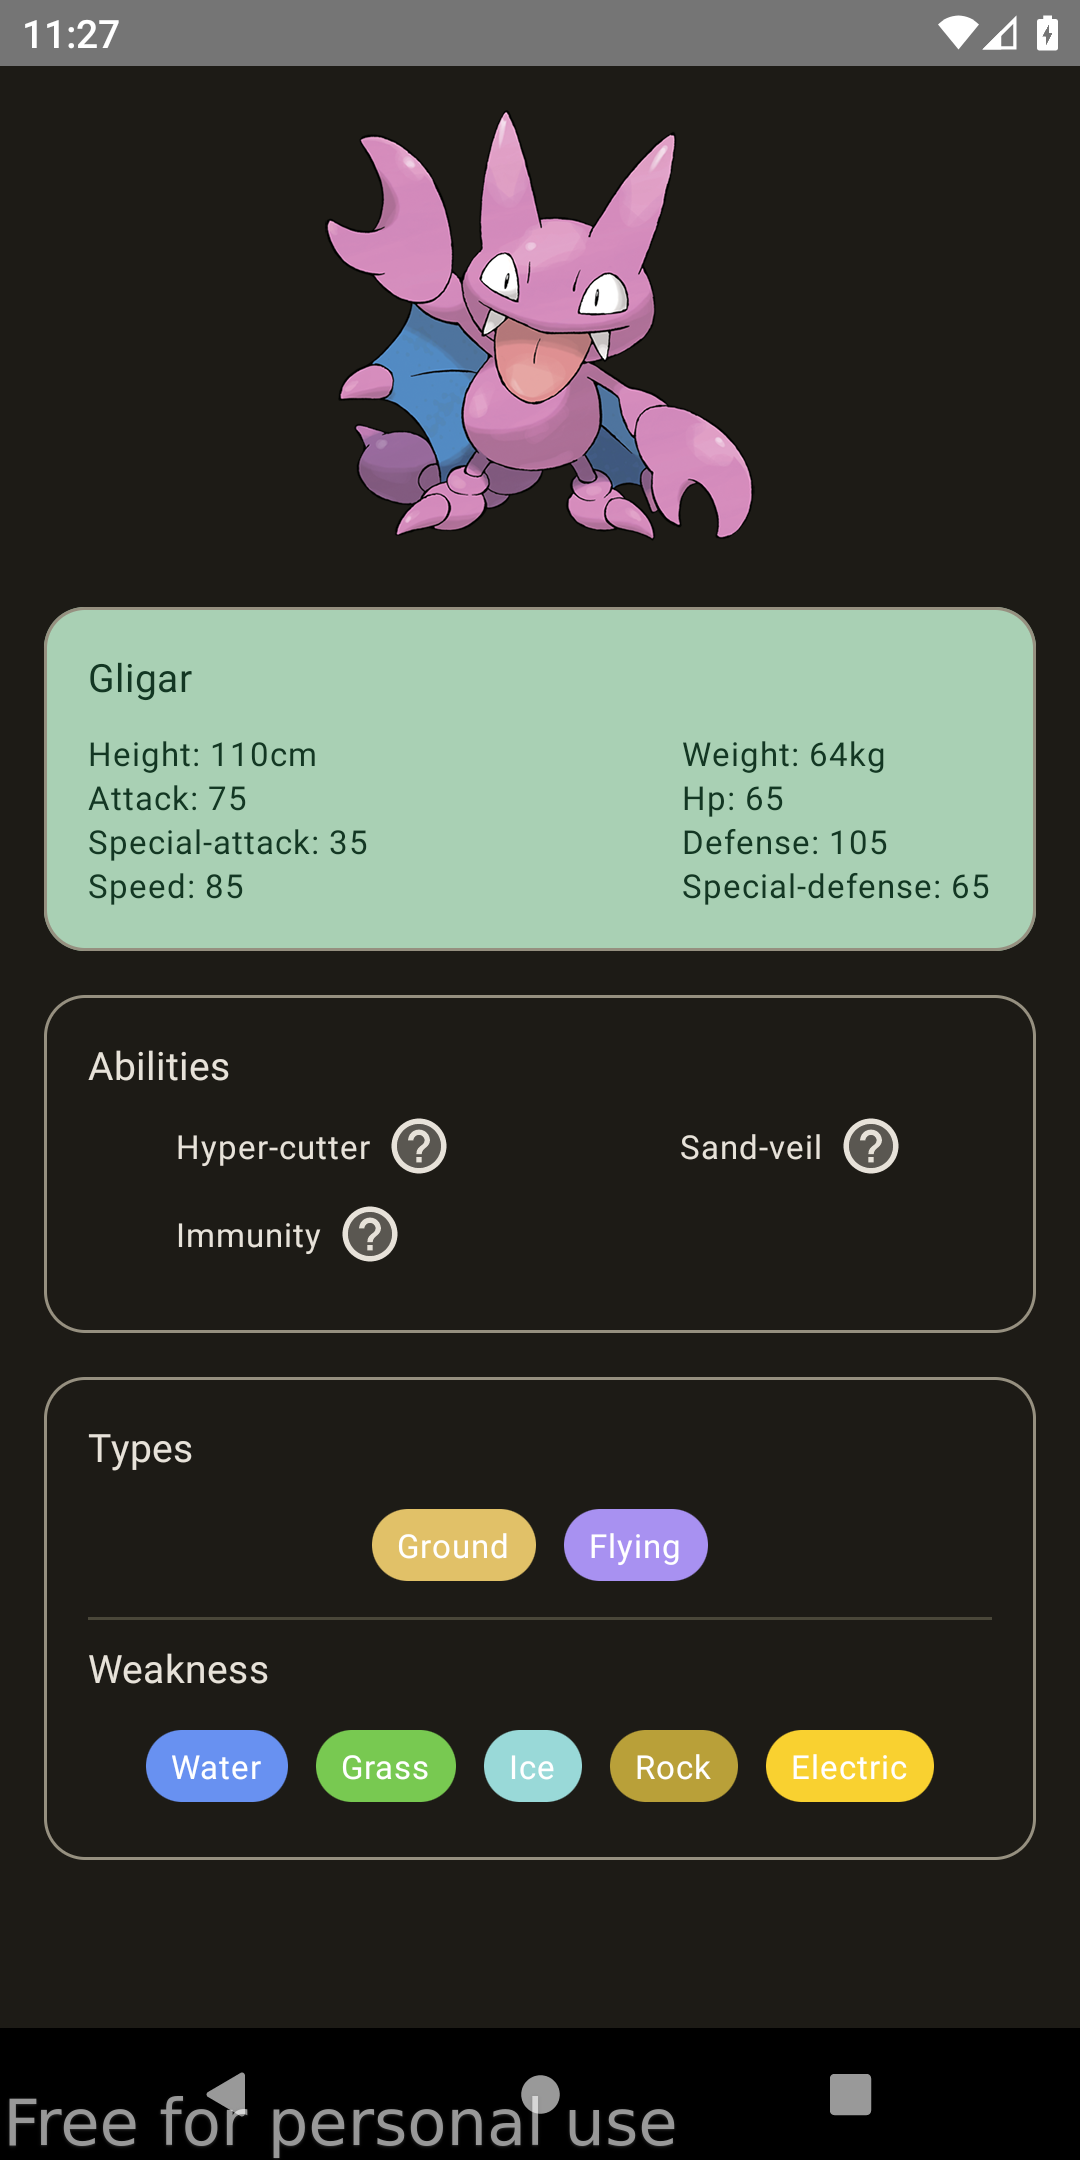 11:27
Gligar
Height: 110cm Weight: 64kg
Attack: 75 Hp: 65
Special-attack: 35 Defense: 105
Speed: 85 Special-defense: 65
Abilities
Hyper-cutter ? Sand-veil ?
Immunity ?
Types
Ground Flying
Weakness
Water Grass Ice Rock Electric
Free for personal use